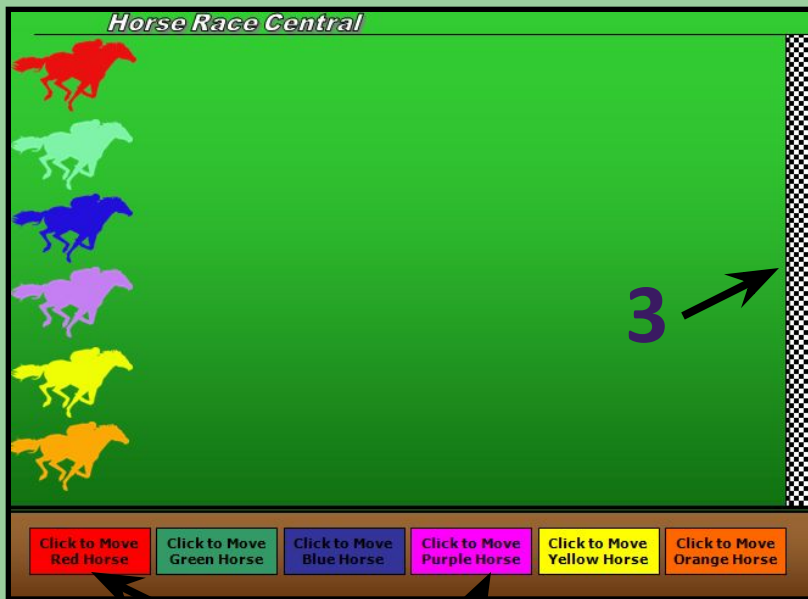 Horse Race Central
3
Click to Move
Red Horse
Click to Move
Green Horse
Click to Move
Blue Horse
Click to Move
Purple Horse
Click to Move
Yellow Horse
Click to Move
Orange Horse